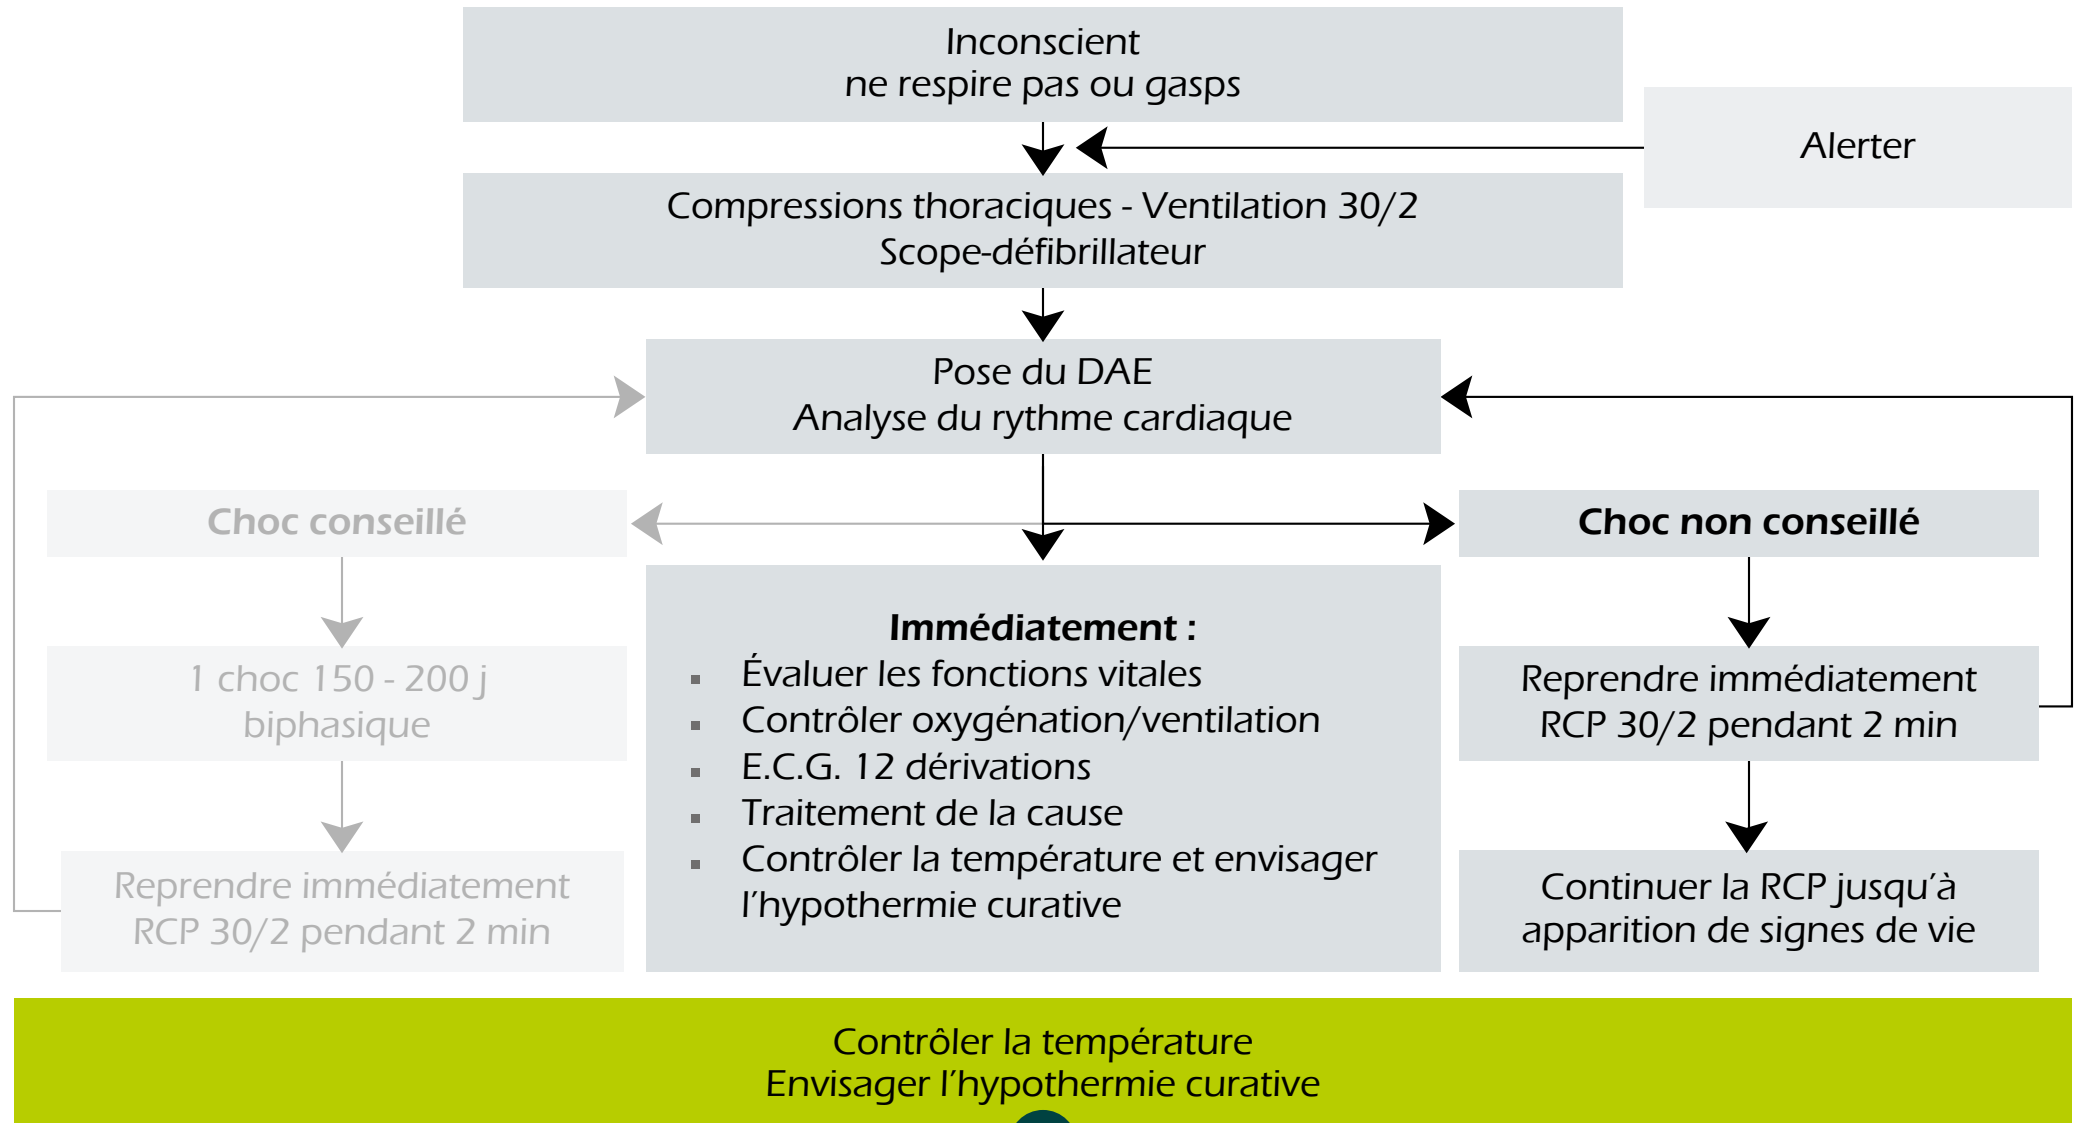 Inconscient
ne respire pas ou gasps
Alerter
Compressions thoraciques - Ventilation 30/2
Scope-défibrillateur
Pose du DAE
Analyse du rythme cardiaque
Choc conseillé
1 choc 150 - 200 j
biphasique
Reprendre immédiatement
RCP 30/2 pendant 2 min
Immédiatement :
▪ Évaluer les fonctions vitales
▪ Contrôler oxygénation/ventilation
▪ E.C.G. 12 dérivations
▪ Traitement de la cause
▪ Contrôler la température et envisager
l'hypothermie curative
Choc non conseillé
Reprendre immédiatement
RCP 30/2 pendant 2 min
Continuer la RCP jusqu'à
apparition de signes de vie
Contrôler la température
Envisager l'hypothermie curative